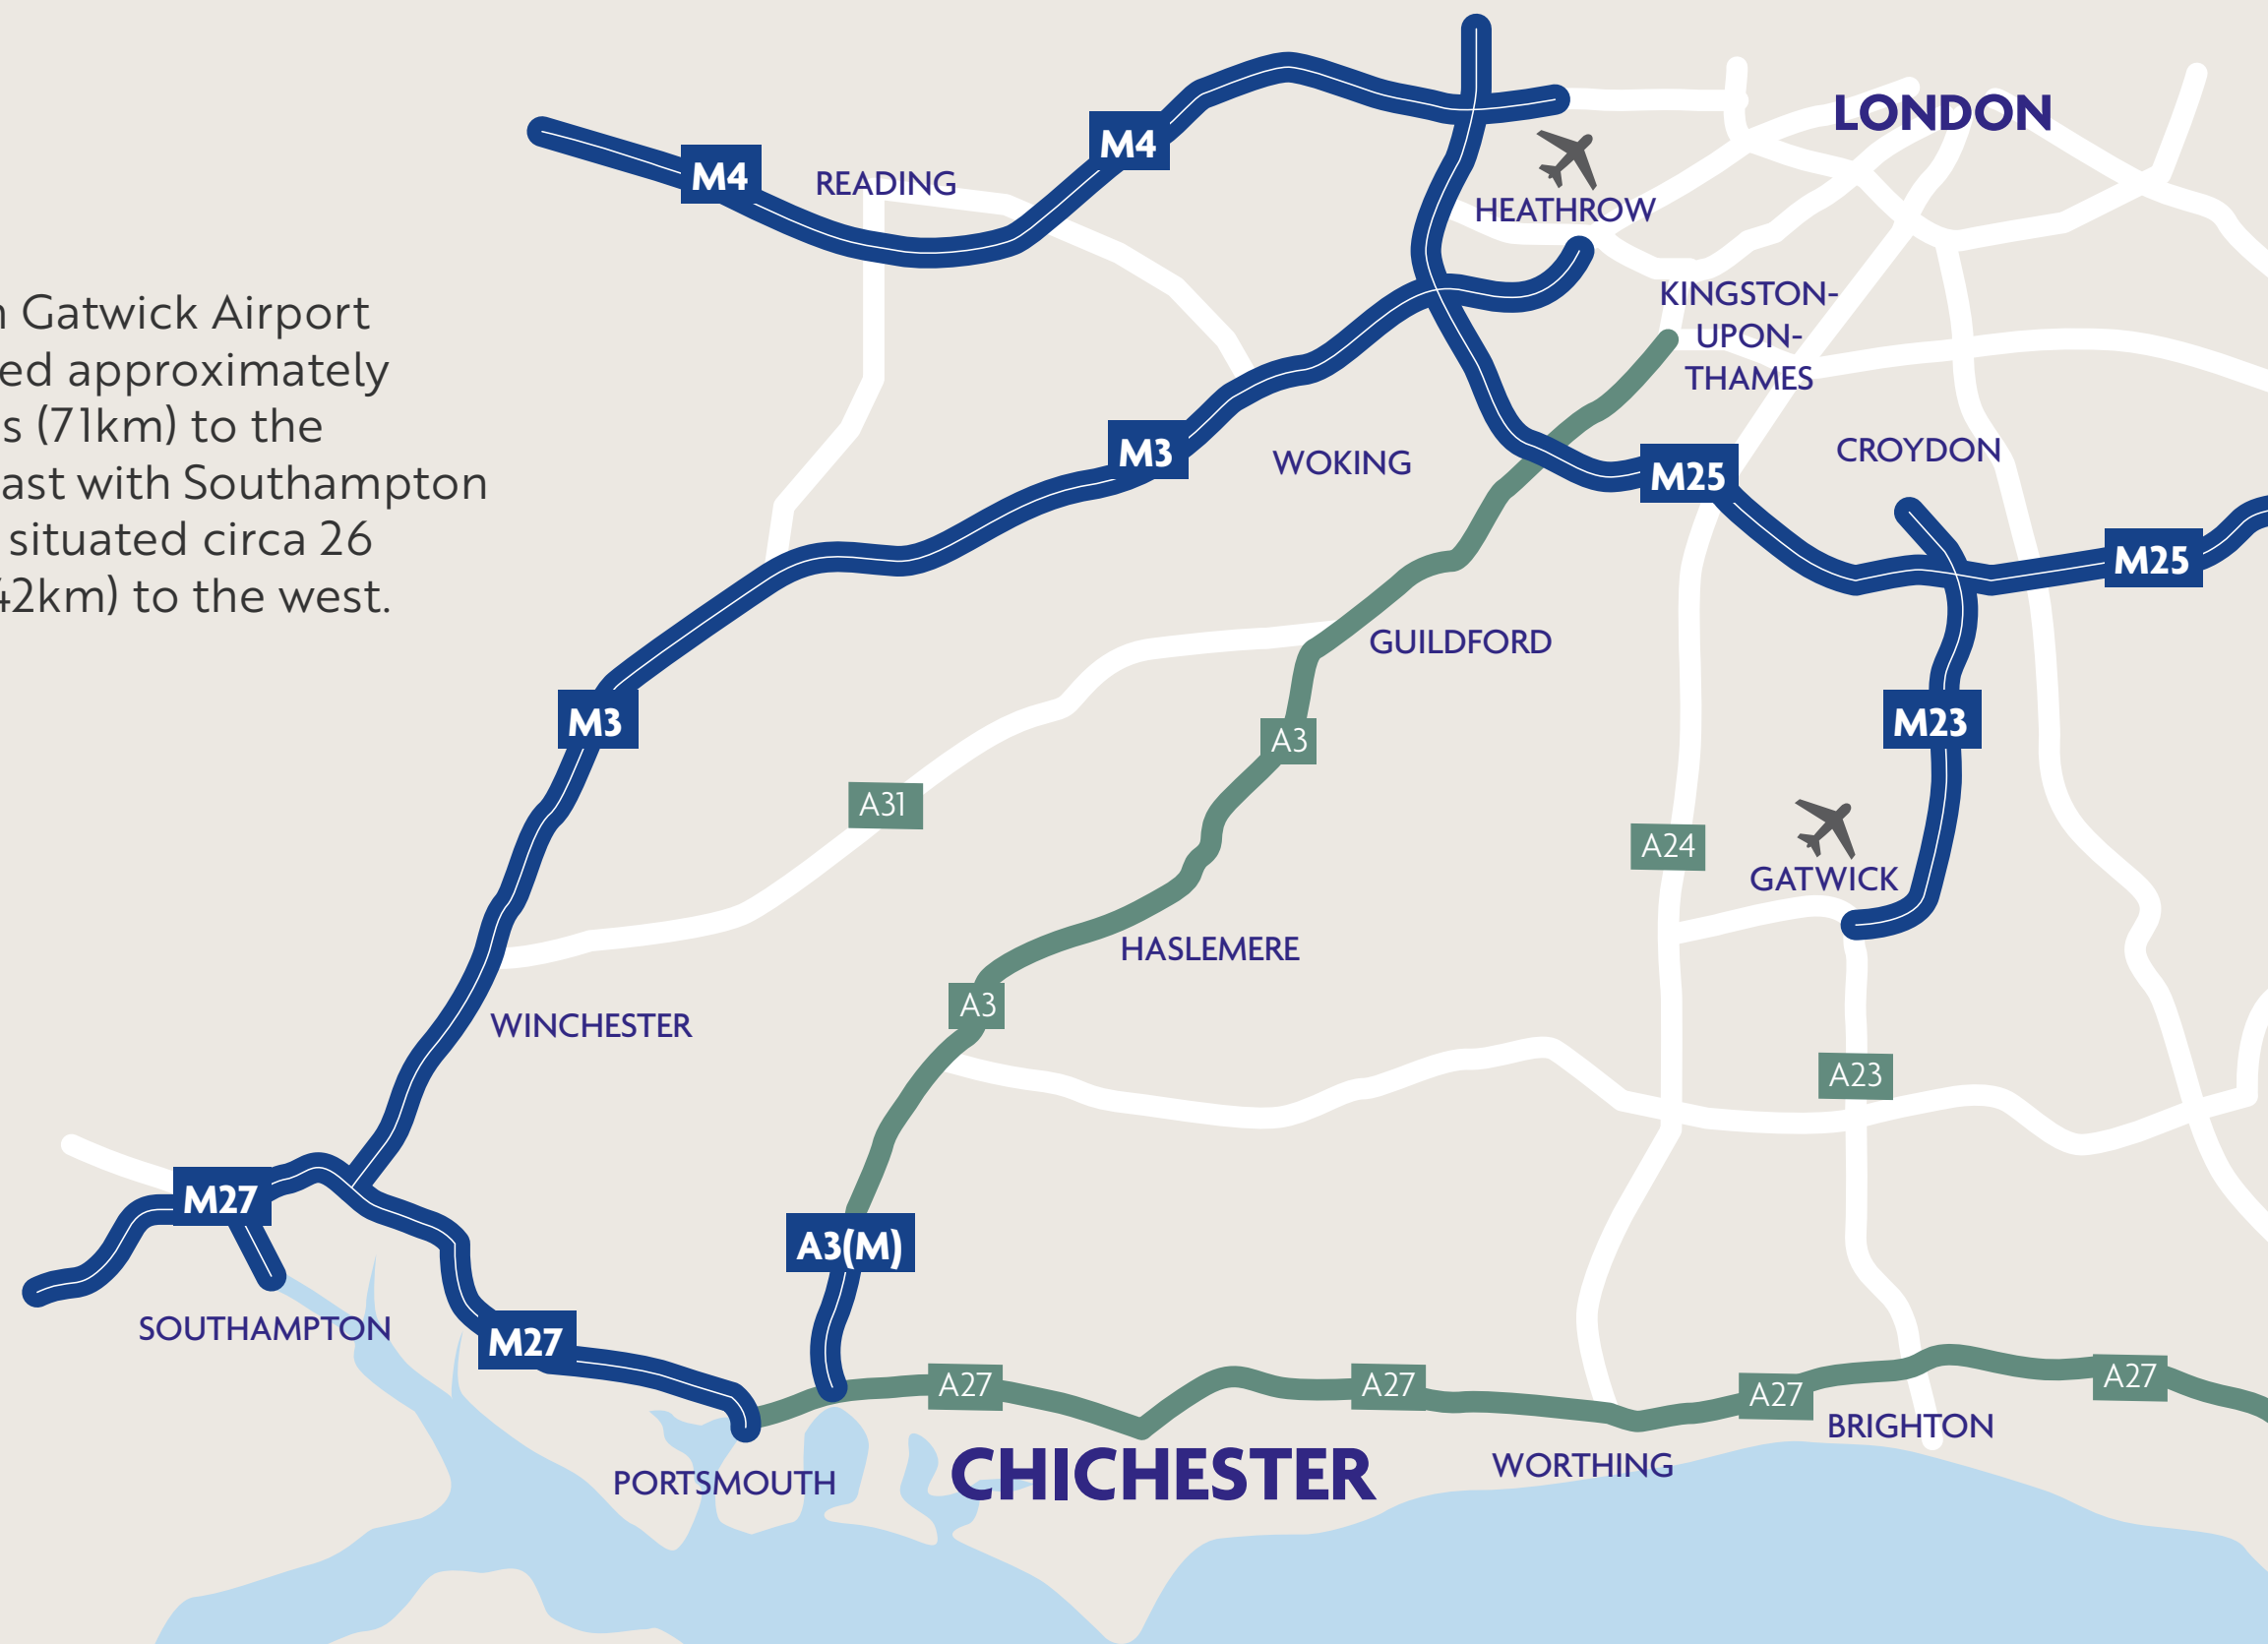 LONDON
M4
M4
READING
HEATHROW
n Gatwick Airport
ed approximately
s (71km) to the
ast with Southampton
situated circa 26
42km) to the west.
KINGSTON-
UPON-
THAMES
M3
WOKING
M25
CROYDON
M25
GUILDFORD
M3
A3
M23
A31
A24
GATWICK
HASLEMERE
A3
WINCHESTER
A23
M27
A3(M)
SOUTHAMPTON
M27
A27
A27
A27
A27
BRIGHTON
WORTHING
PORTSMOUTH
CHICHESTER